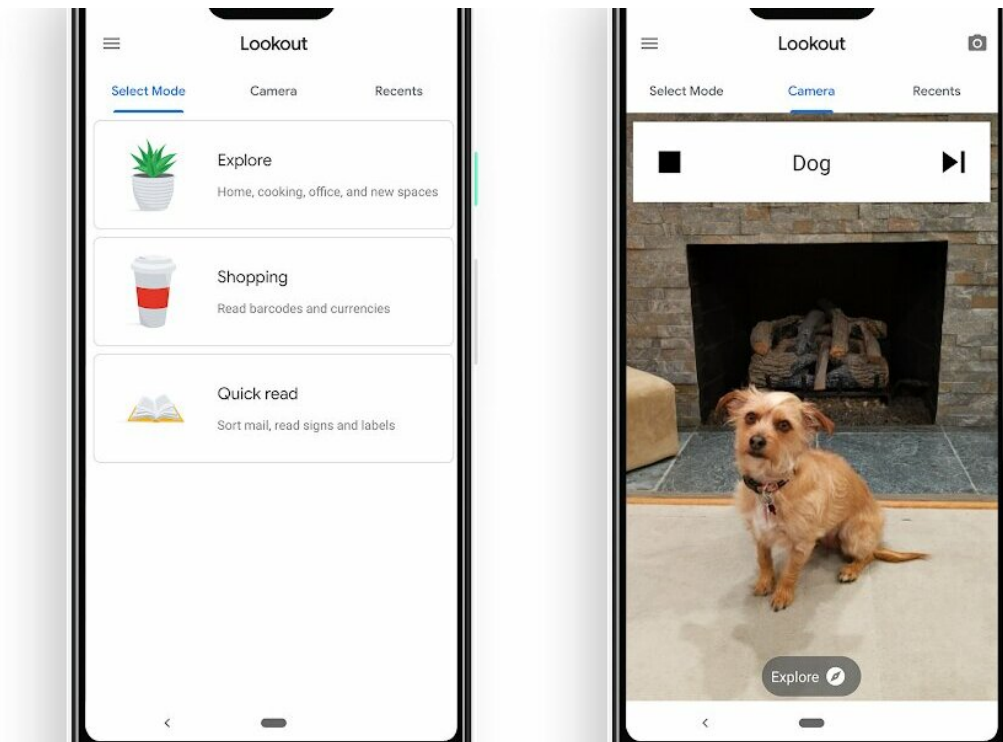 Lookout
Select Mode Camera Recents
Explore
Home, cooking, office, and new spaces
Shopping
Read barcodes and currencies
Quick read
Sort mail, read signs and labels
Lookout
Select Mode Camera Recents
Dog
Explore